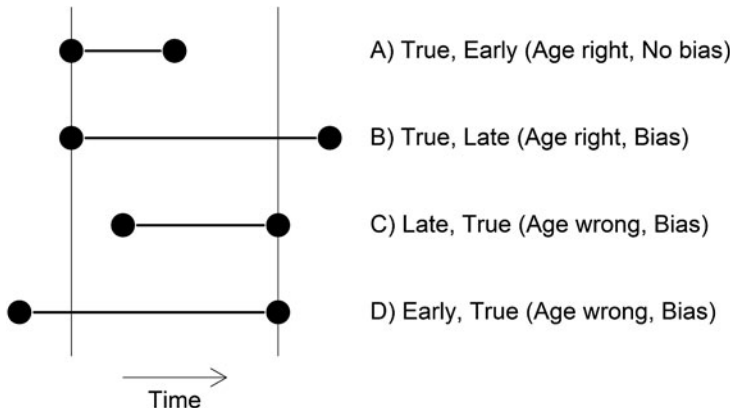 A) True, Early (Age right, No bias)
B) True, Late (Age right, Bias)
C) Late, True (Age wrong, Bias)
D) Early, True (Age wrong, Bias)
Time